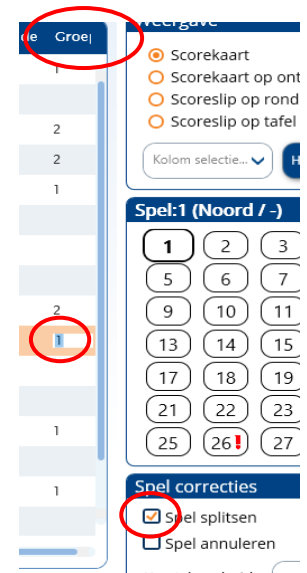 de Groep
Weergave
1
2
2
1
2
1
1
1
Scorekaart
Scorekaart op ont
Scoreslip op rond
Scoreslip op tafel
Kolom selectie...
H
Spel:1 (Noord / -)
1 2 3
5 6 7
9 10 11
13 14 15
17 18 19
21 22 23
25 26! 27
Spel correcties
Spel splitsen
Spel annuleren